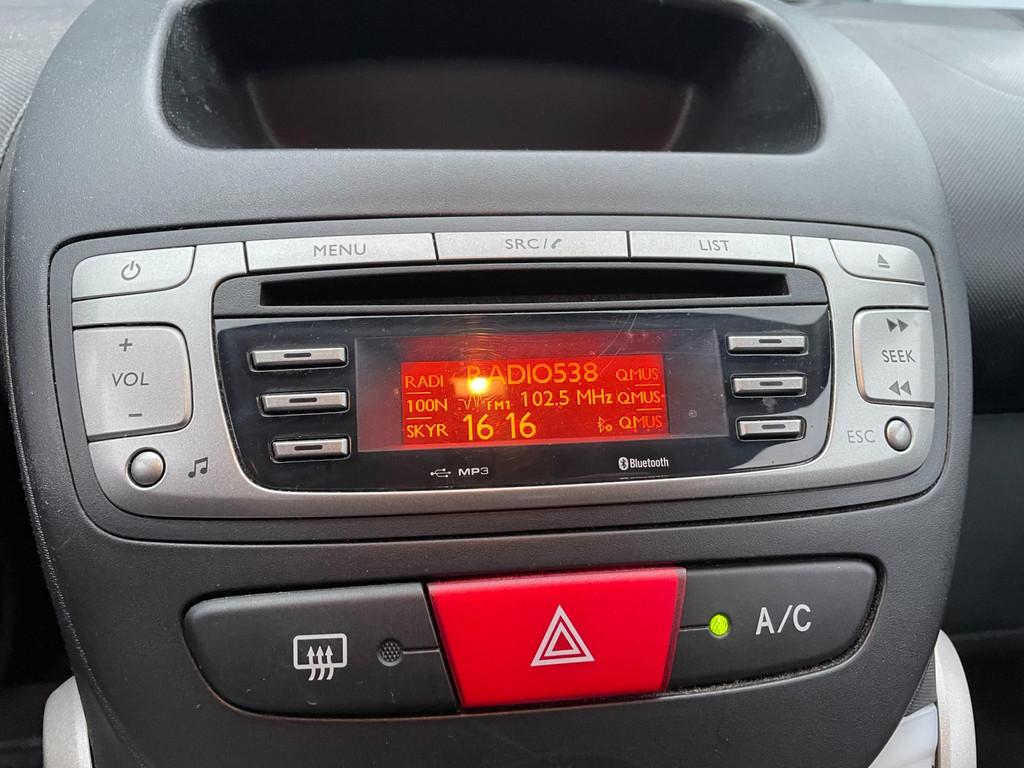 MENU SRC/ LIST
+
VOL
-
SEEK
ESC
RADI RADIO538 QMUS
100N FM1 102.5 MHz QMUS
SKYR 16 16 QMUS
MP3 Bluetooth
A/C